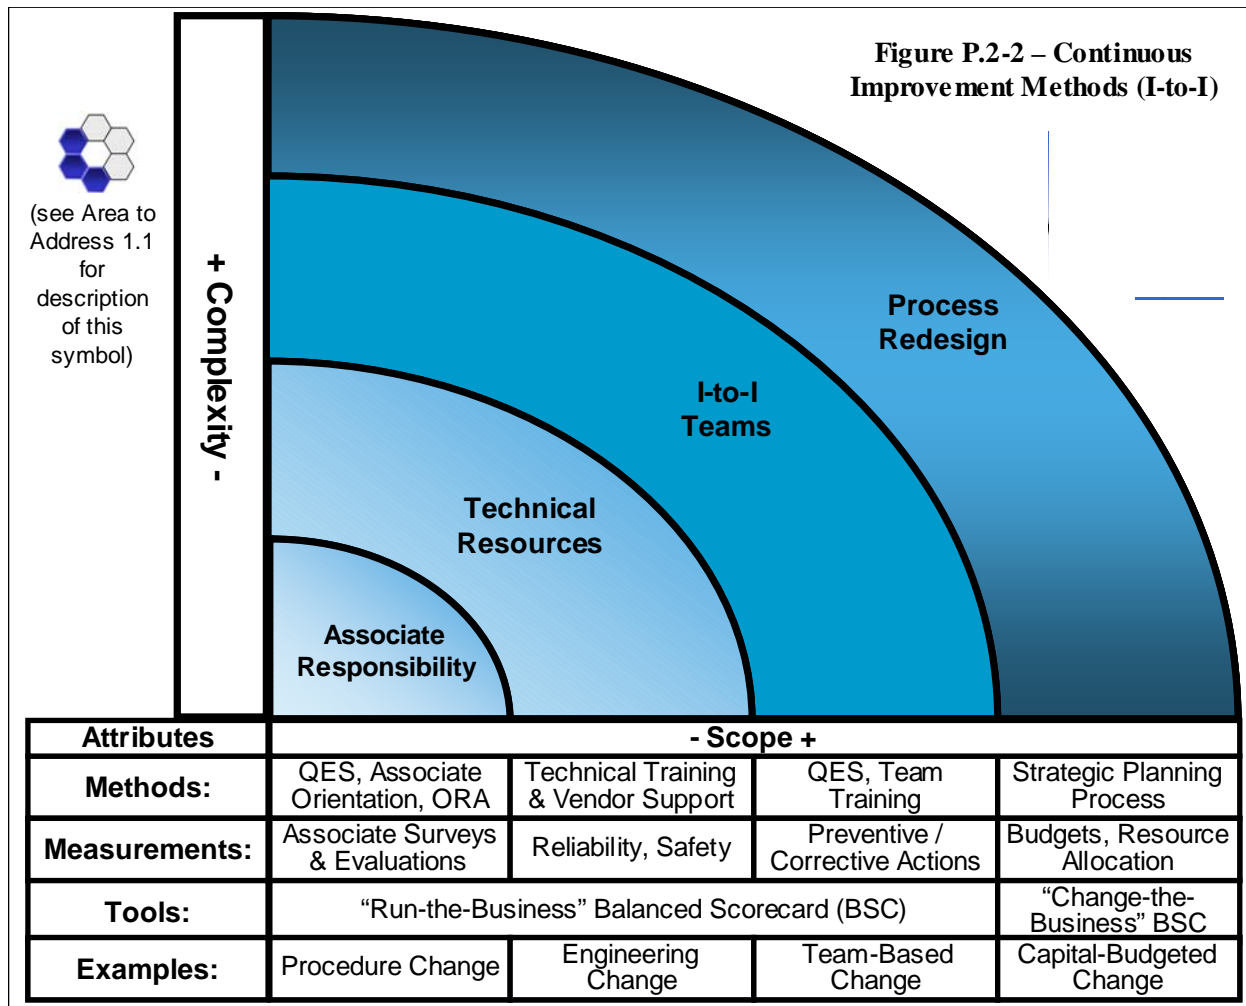 Figure P.2-2 – Continuous
Improvement Methods (I-to-I)
(see Area to
Address 1.1
for
description
of this
symbol)
+ Complexity -
Process
Redesign
I-to-I
Teams
Technical
Resources
Associate
Responsibility
Attributes
- Scope +
Methods:
QES, Associate
Orientation, ORA
Technical Training
& Vendor Support
QES, Team
Training
Strategic Planning
Process
Measurements:
Associate Surveys
& Evaluations
Reliability, Safety
Preventive /
Corrective Actions
Budgets, Resource
Allocation
Tools:
“Run-the-Business” Balanced Scorecard (BSC)
“Change-the-
Business” BSC
Examples:
Procedure Change
Engineering
Change
Team-Based
Change
Capital-Budgeted
Change